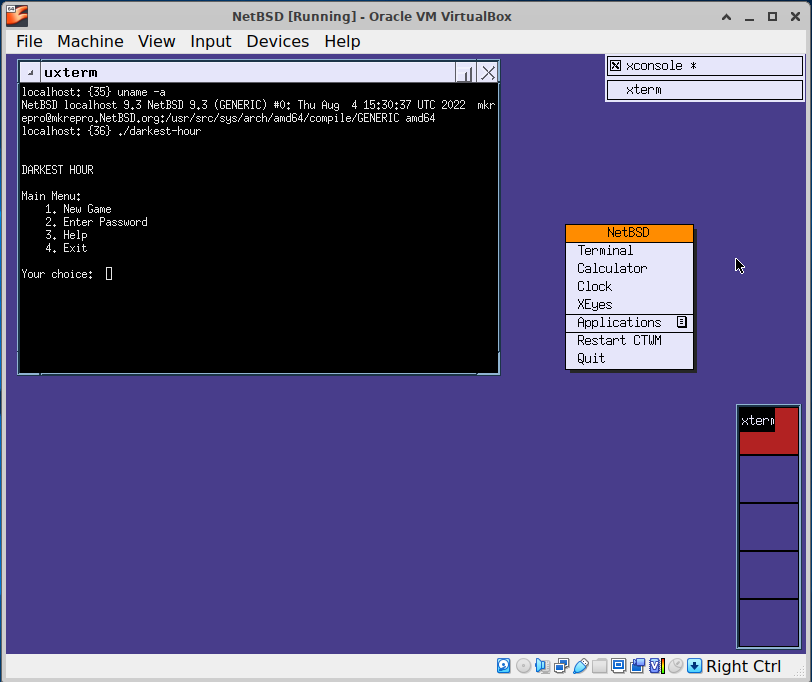 NetBSD [Running] - Oracle VM VirtualBox
File Machine View Input Devices Help
uxterm
localhost: {35} uname -a
NetBSD localhost 9.3 NetBSD 9.3 (GENERIC) #0: Thu Aug  4 15:30:37 UTC 2022  mkr
epro@mkrepro.NetBSD.org:/usr/src/sys/arch/amd64/compile/GENERIC amd64
localhost: {36} ./darkest-hour
DARKEST HOUR
Main Menu:
1. New Game
2. Enter Password
3. Help
4. Exit
Your choice:
xconsole *
xterm
NetBSD
Terminal
Calculator
Clock
XEyes
Applications
Restart CTWM
Quit
xterm
Right Ctrl